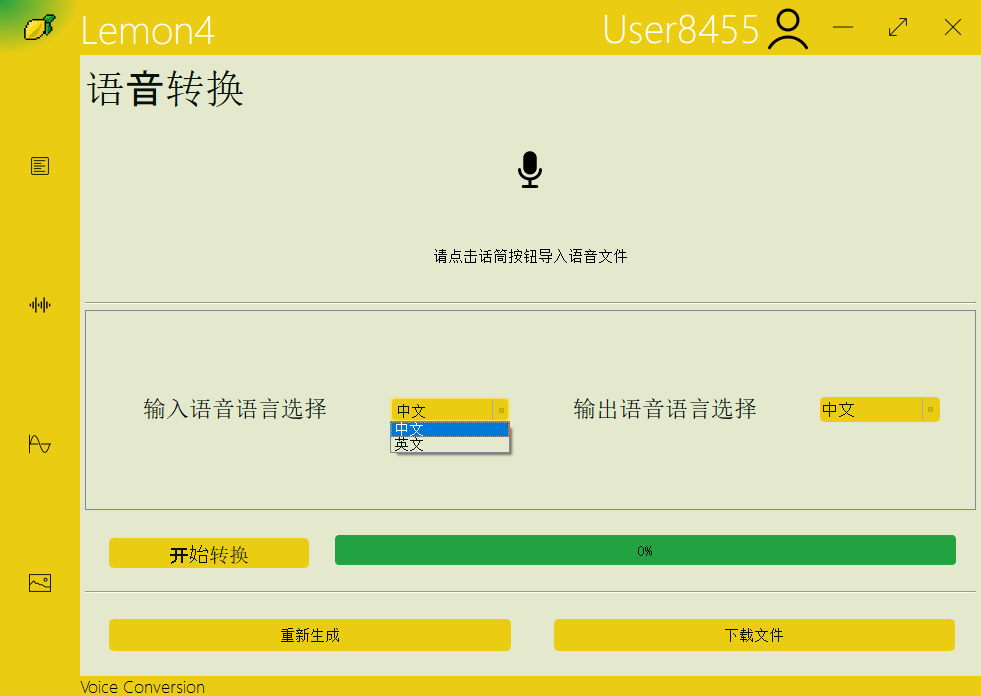 Lemon4
User8455
语音转换
请点击话筒按钮导入语音文件
输入语音语言选择
中文
中文
英文
输出语音语言选择
中文
开始转换
0%
重新生成
下载文件
Voice Conversion